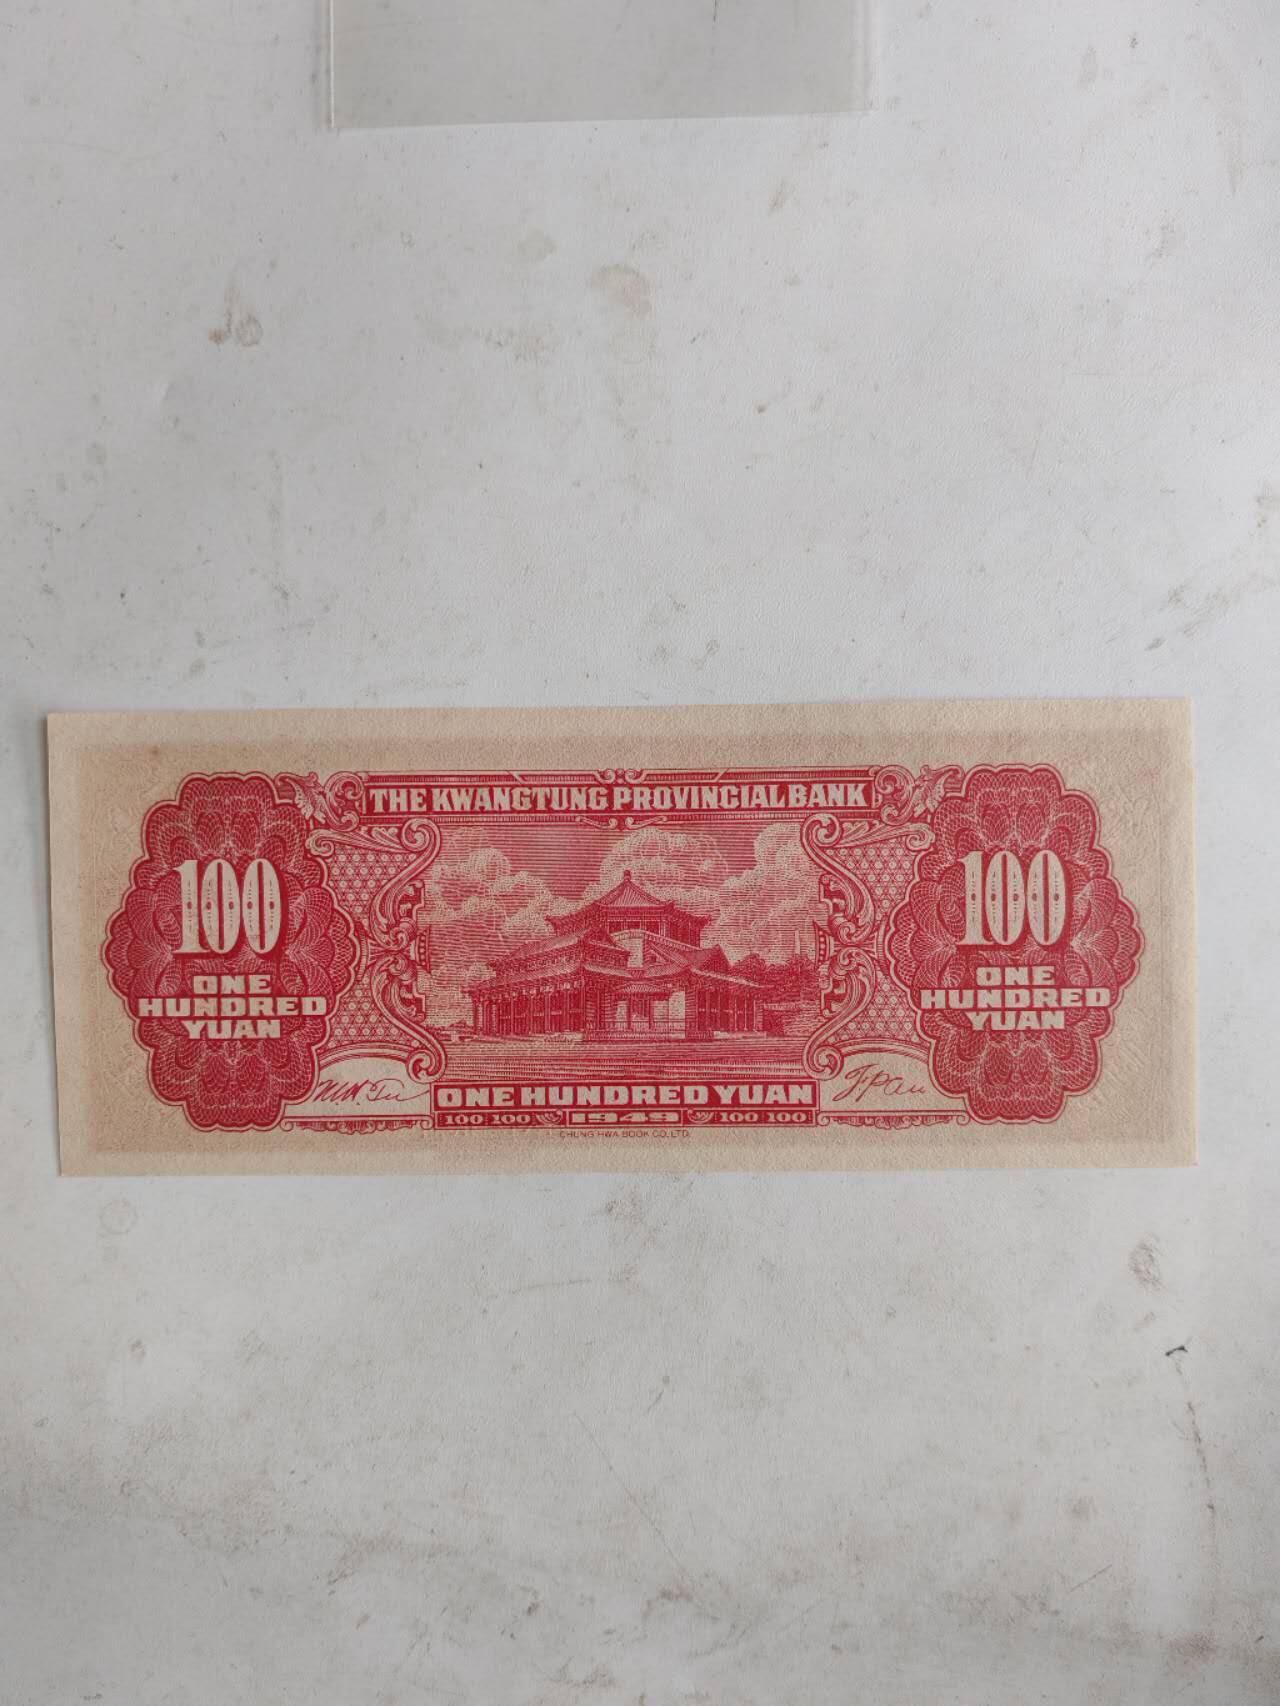 THE KWANGTUNG PROVINCIAL BANK
100
ONE
HUNDRED
YUAN
100
ONE
HUNDRED
YUAN
ONE HUNDRED YUAN
100 100 1949 100 100
CHUNG HWA BOOK CO. LTD.